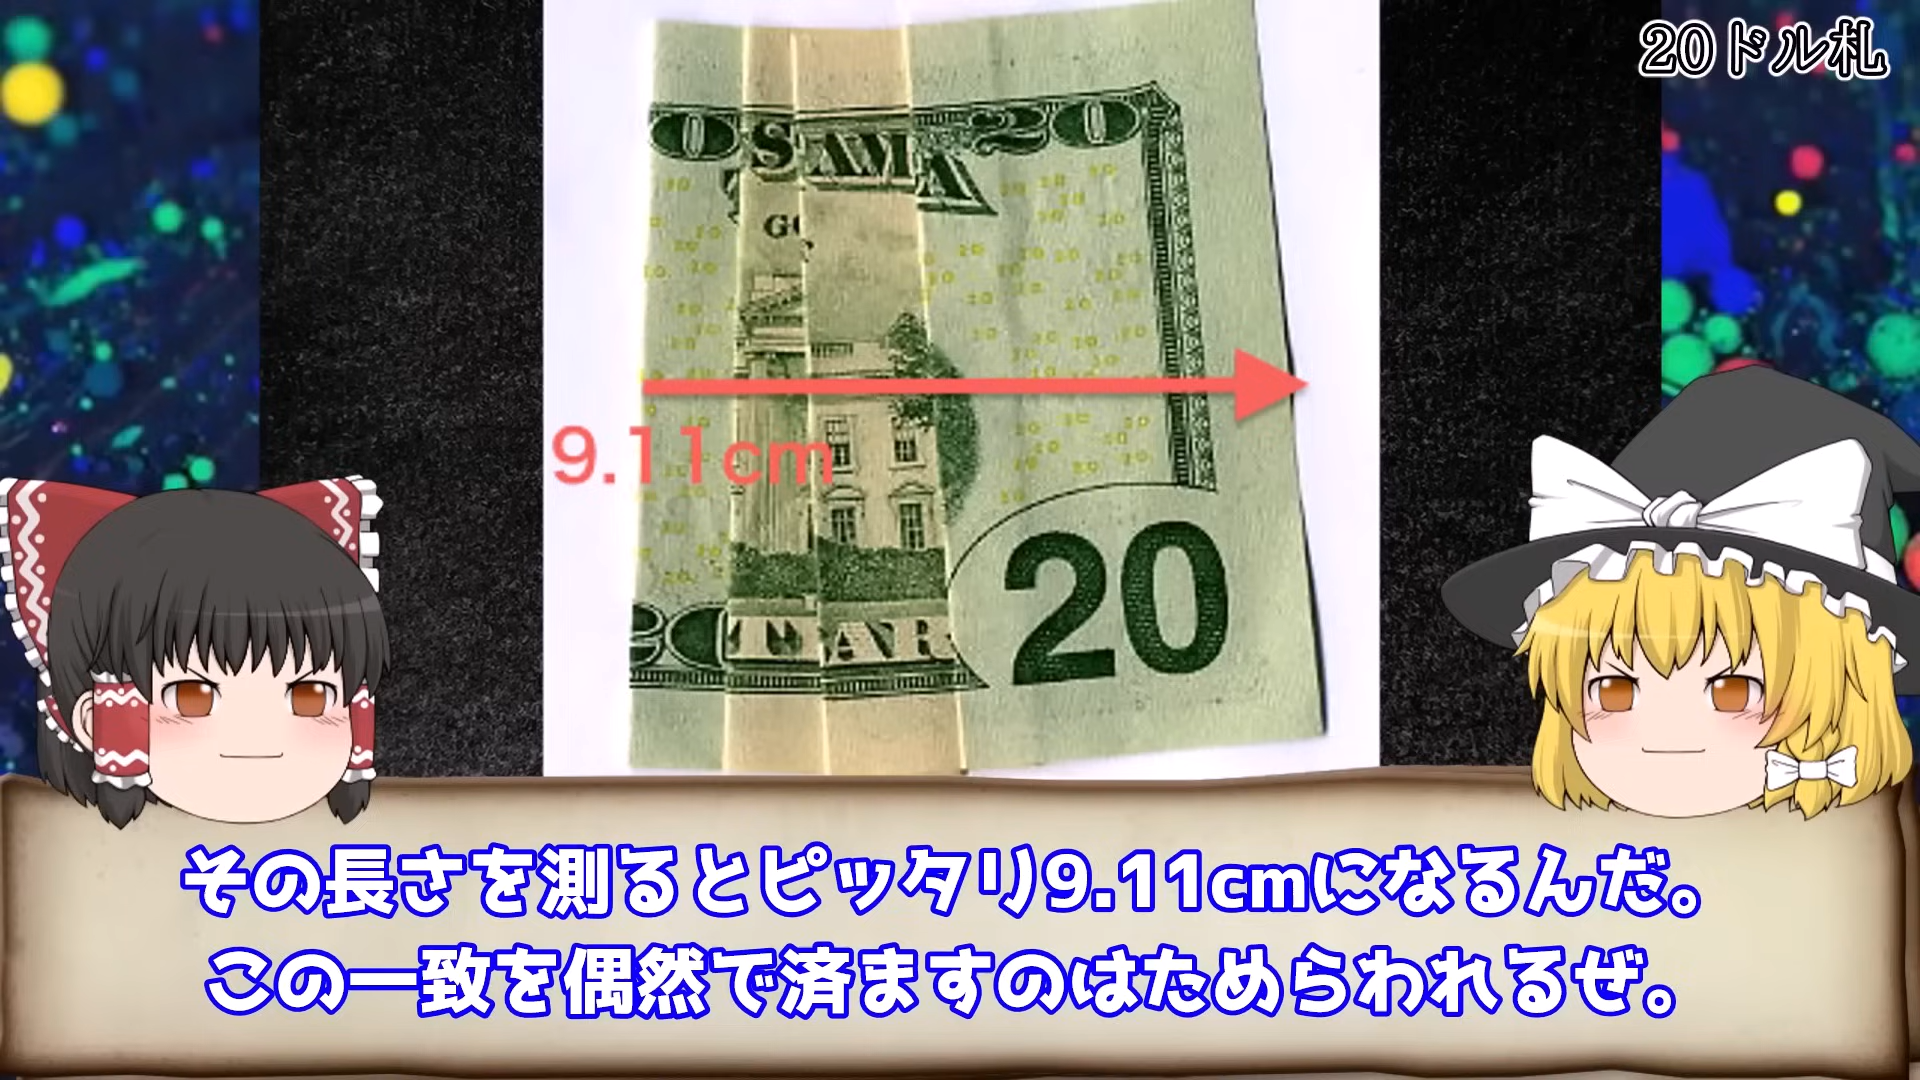 20ドル札
OSAMA 20
GO
9.11cm
20
20
その長さを測るとピッタリ9.11cmになるんだ。
この一致を偶然で済ますのはためらわれるぜ。